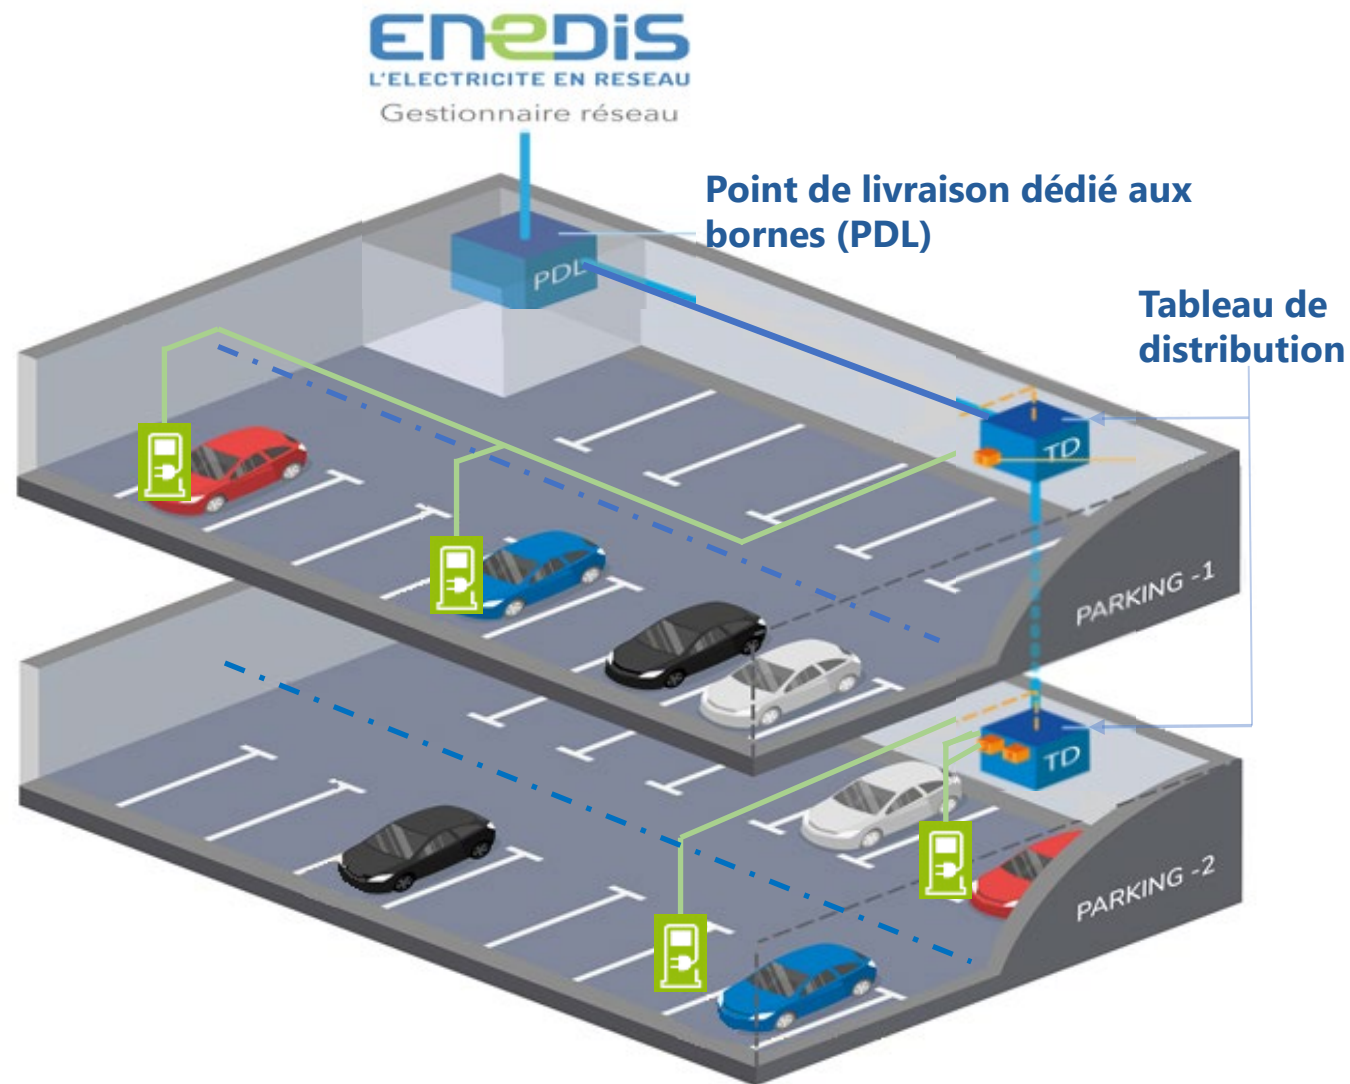 ENEDIS
L'ELECTRICITE EN RESEAU
Gestionnaire réseau
Point de livraison dédié aux
bornes (PDL)
PDL
Tableau de
distribution
TD
PARKING -1
TD
PARKING -2